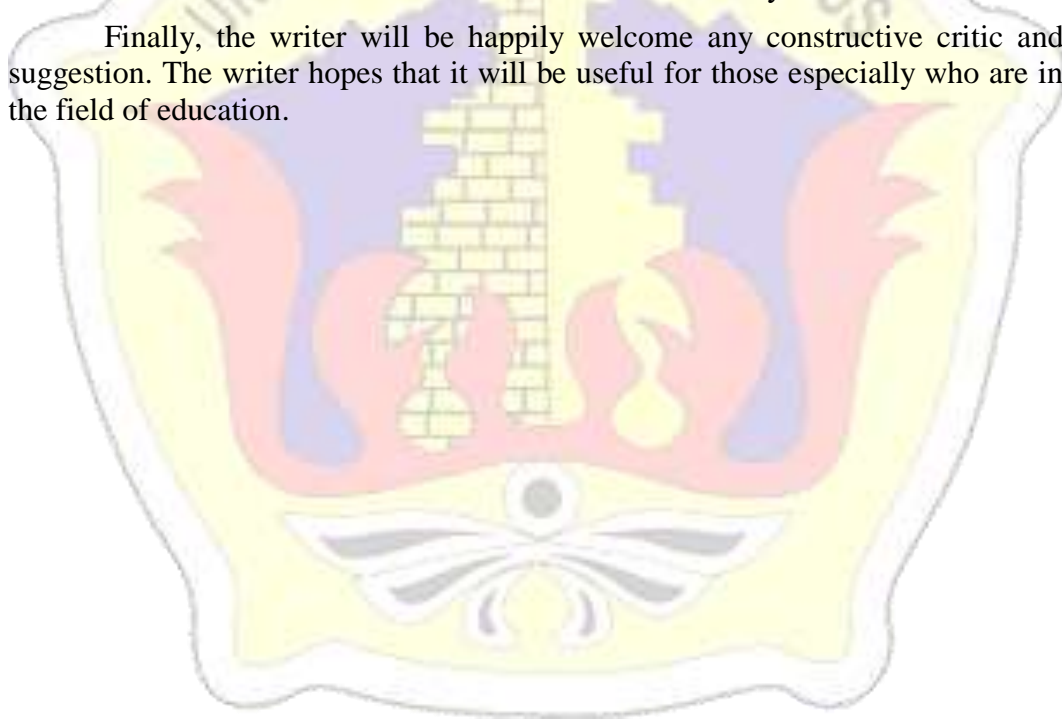 Finally, the writer will be happily welcome any constructive critic and
suggestion. The writer hopes that it will be useful for those especially who are in
the field of education.